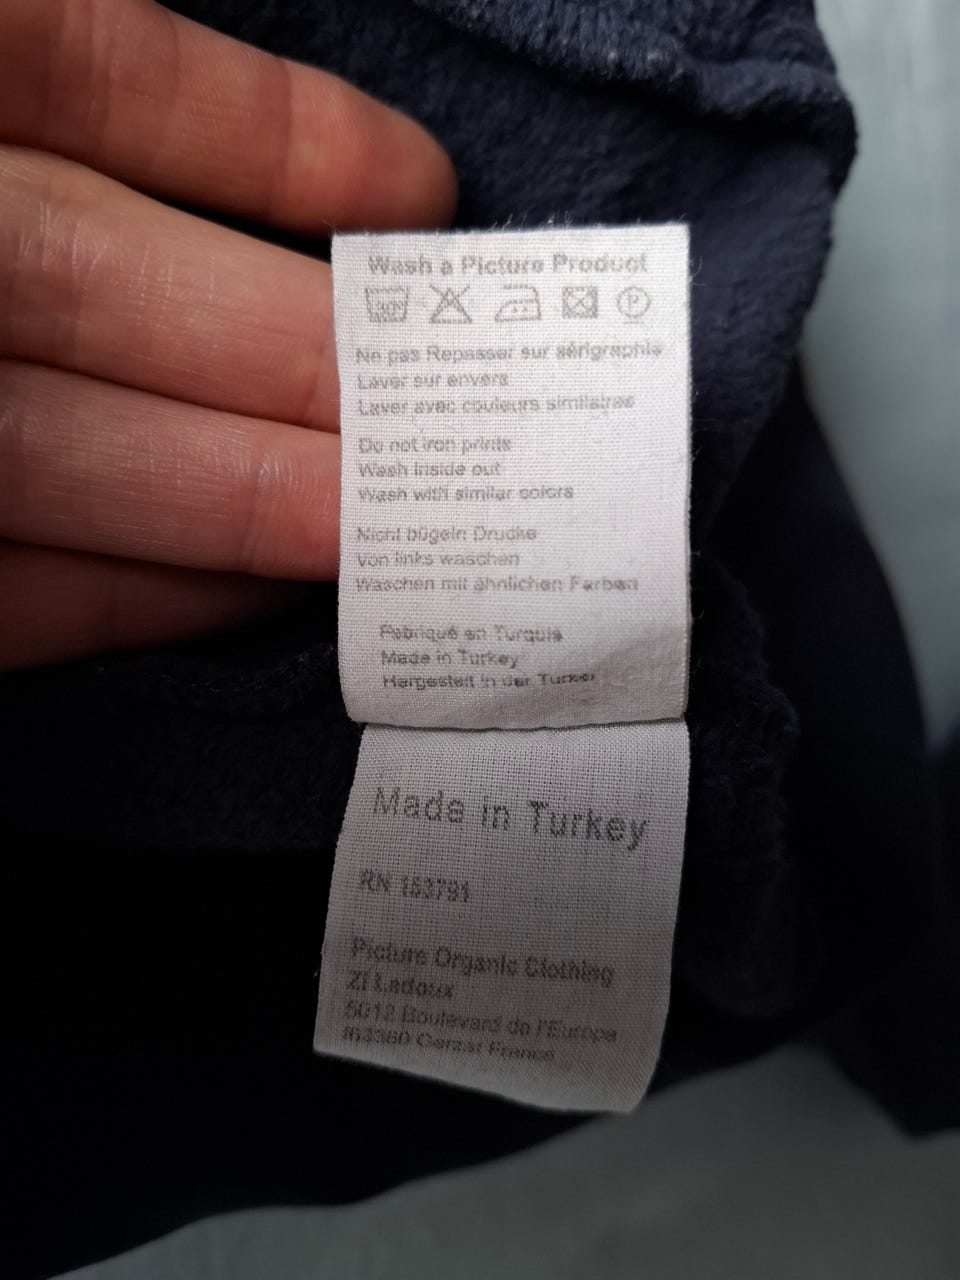 Wash a Picture Product
30
P
Ne pas Repasser sur sérigraphie
Laver sur envers
Laver avec couleurs similaires
Do not iron prints
Wash inside out
Wash with similar colors
Nicht bügeln Drucke
Von links waschen
Waschen mit ähnlichen Farben
Fabriqué en Turquie
Made in Turkey
Hergestellt in der Türkei
Made in Turkey
RN 153791
Picture Organic Clothing
ZI Ladoux
5012 Boulevard de l'Europe
63360 Gerzat France